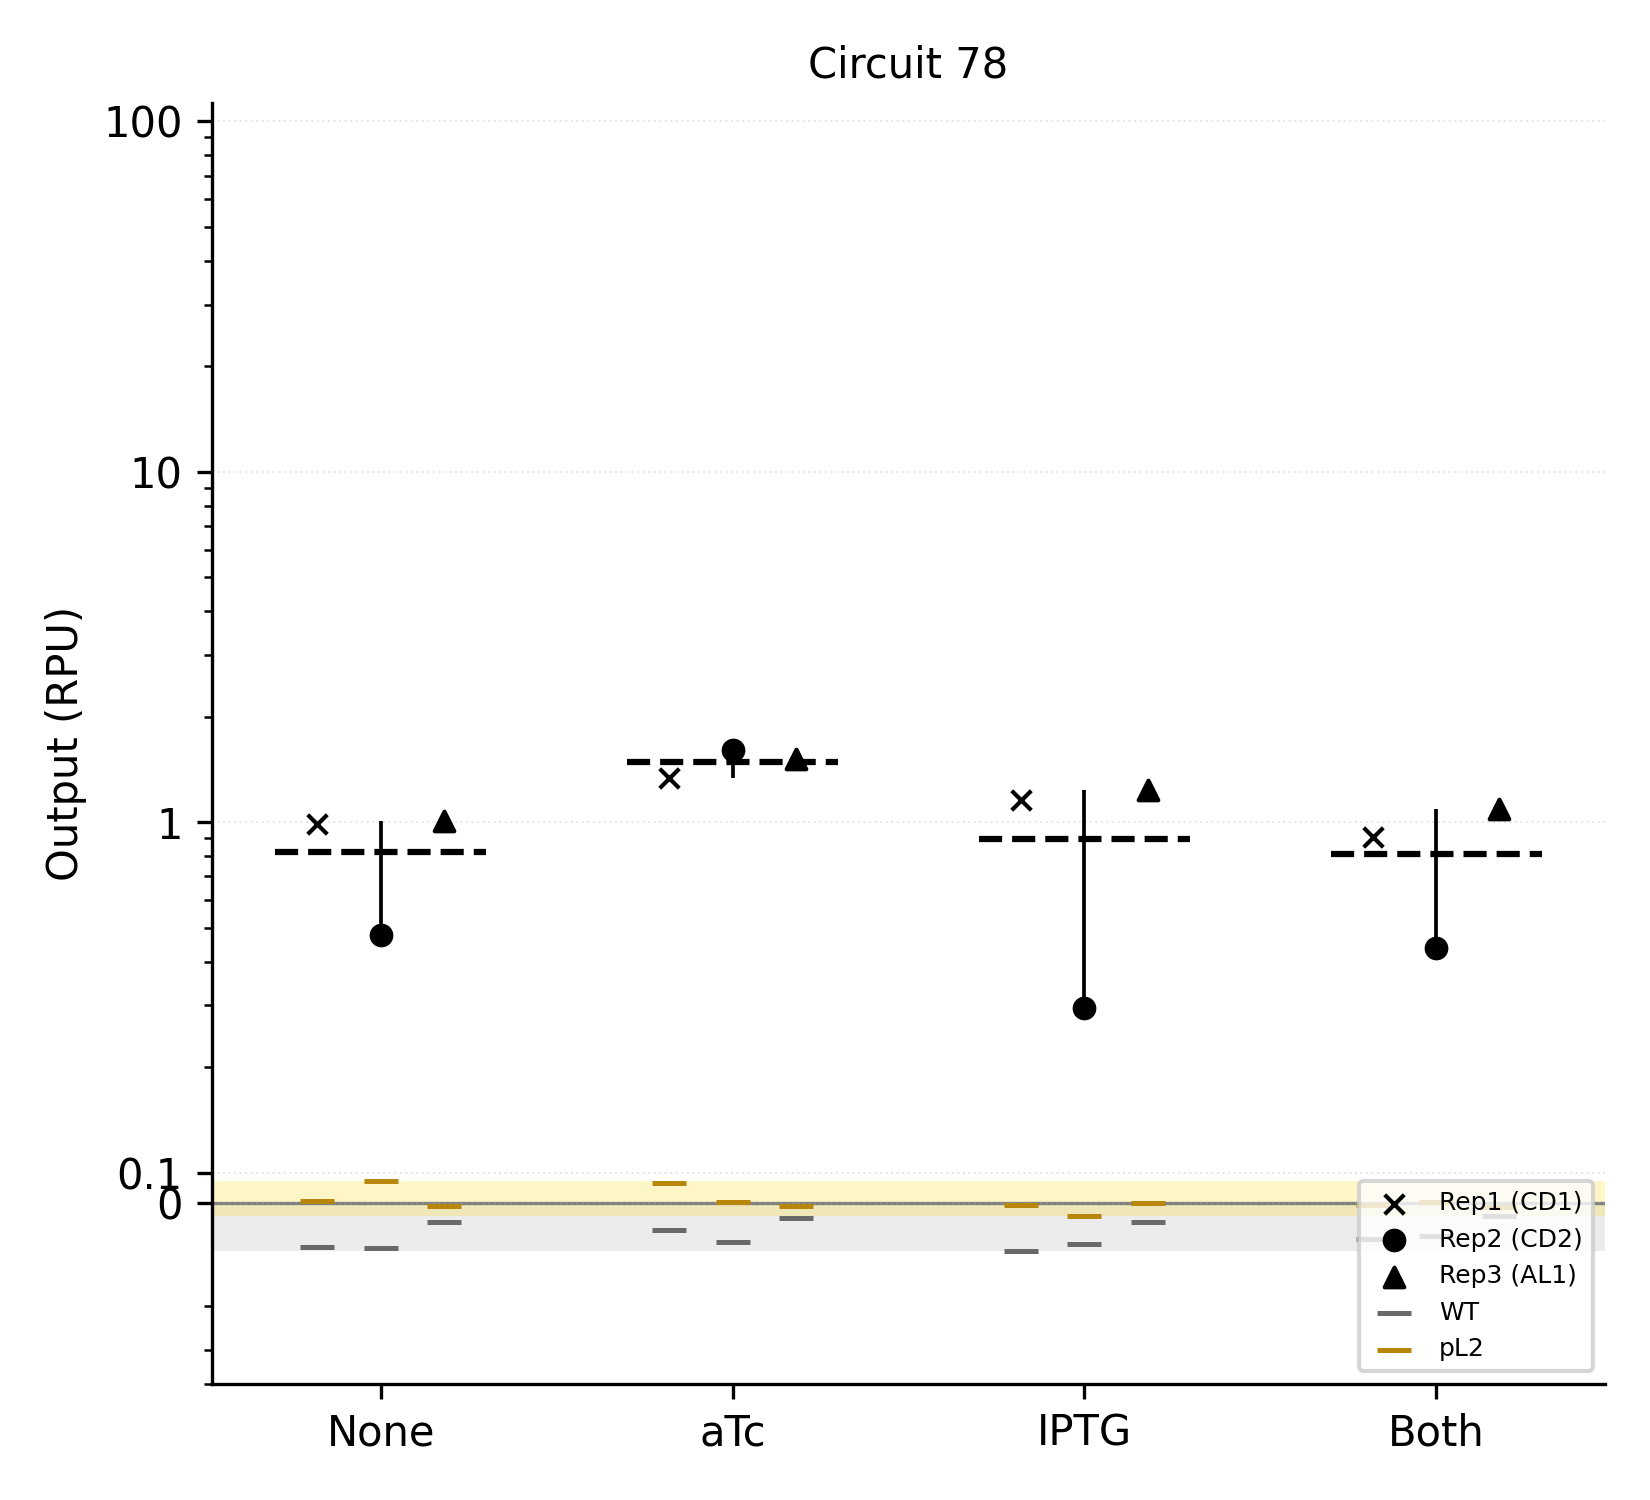 Circuit 78
Output (RPU)
100
10
1
0.1
0
None aTc IPTG Both
Rep1 (CD1)
Rep2 (CD2)
Rep3 (AL1)
WT
pL2